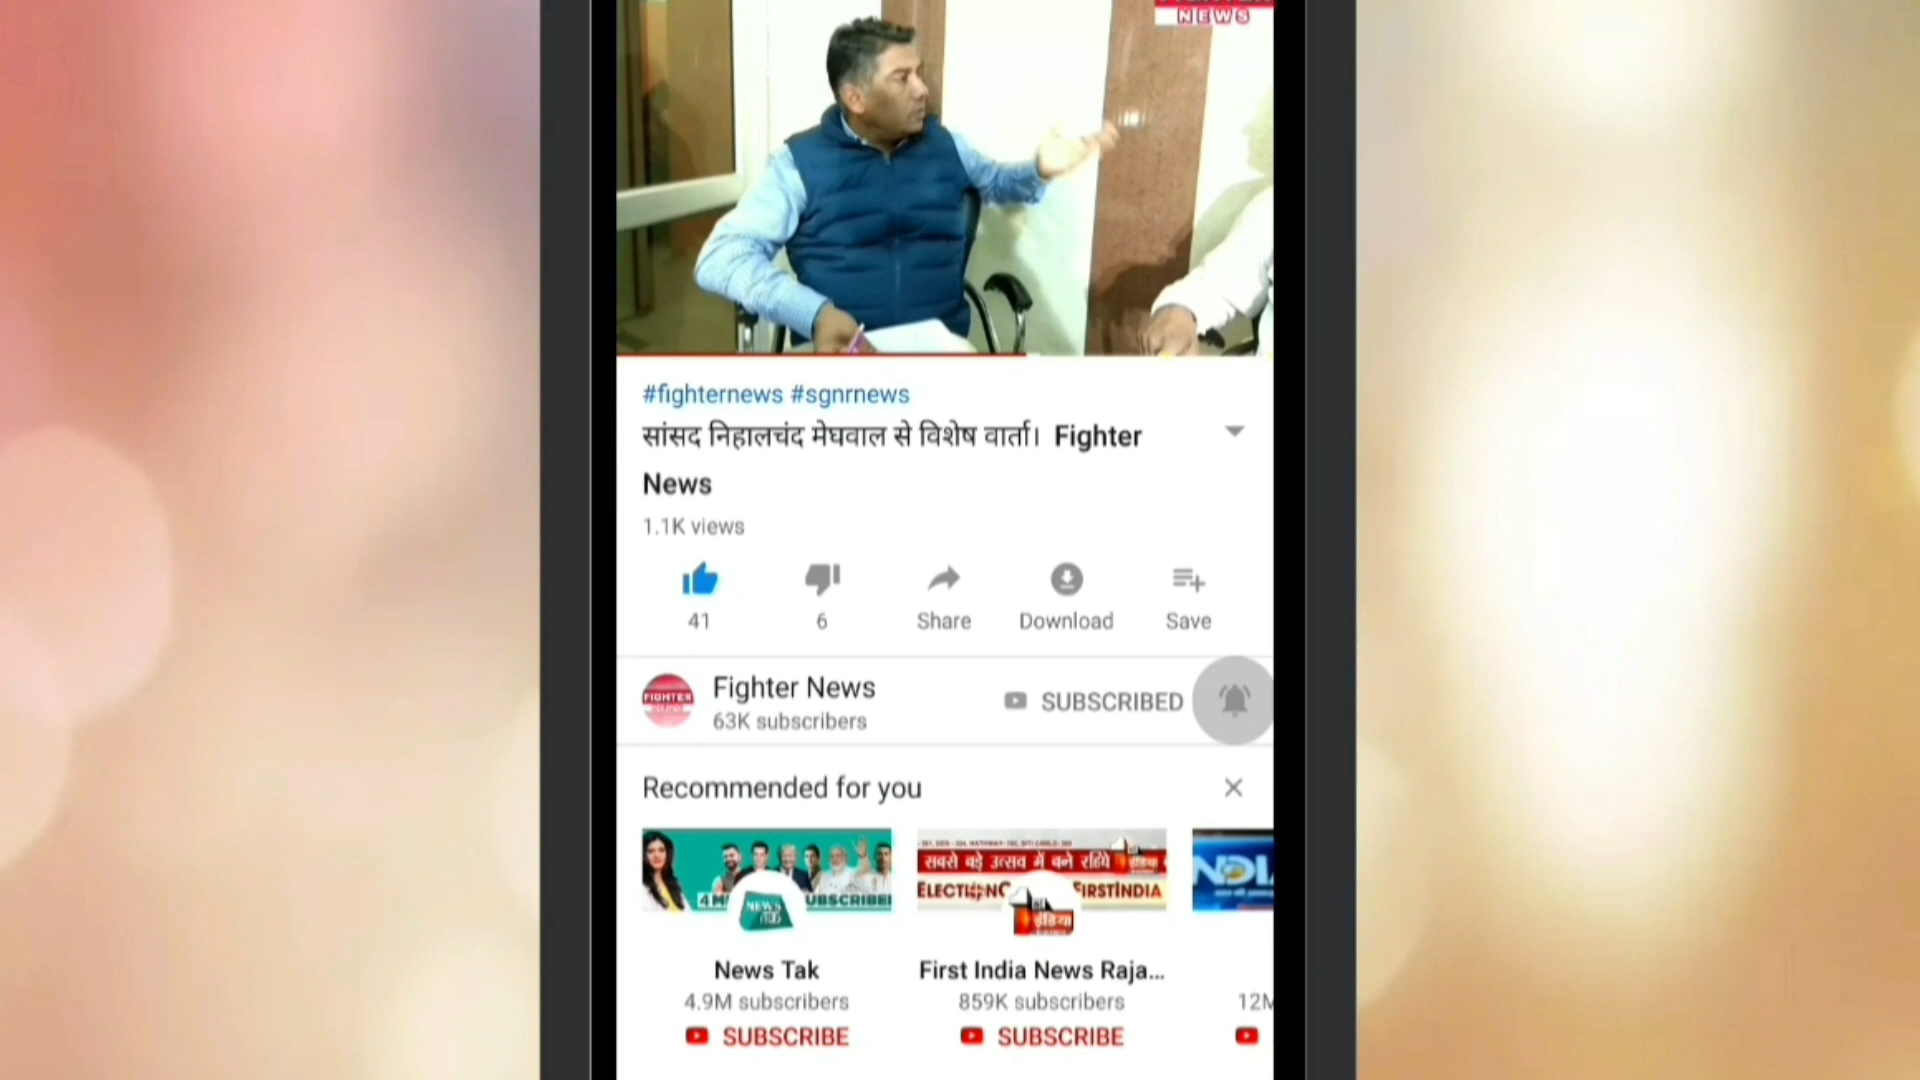 NEWS
#fighternews #sgnrnews
सांसद निहालचंद मेघवाल से विशेष वार्ता। Fighter
News
1.1K views
41 6 Share Download Save
FIGHTER
Fighter News
63K subscribers
SUBSCRIBED
Recommended for you
सबसे बड़े उत्सव में बने रहिये
FIRSTINDIA
NEWS
News Tak
First India News Raja...
4.9M subscribers
859K subscribers
SUBSCRIBE
SUBSCRIBE